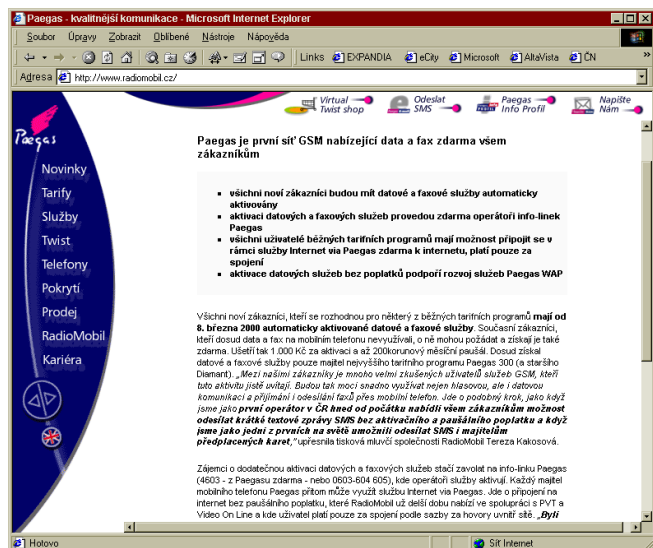 Paegas - kvalitnější komunikace - Microsoft Internet Explorer
Soubor Úpravy Zobrazit Oblíbené Nástroje Nápověda
Links EXPANDIA eCity Microsoft AltaVista ČN »
Adresa http://www.radiomobil.cz/
Virtual Twist shop
Odeslat SMS
Paegas Info Profil
Napište Nám
Paegas
Novinky
Tarify
Služby
Twist
Telefony
Pokrytí
Prodej
RadioMobil
Kariéra
Paegas je první síť GSM nabízející data a fax zdarma všem
zákazníkům
všichni noví zákazníci budou mít datové a faxové služby automaticky
aktivovány
aktivaci datových a faxových služeb provedou zdarma operátoři info-linek
Paegas
všichni uživatelé běžných tarifních programů mají možnost připojit se v
rámci služby Internet via Paegas zdarma k internetu, platí pouze za
spojení
aktivace datových služeb bez poplatků podpoří rozvoj služeb Paegas WAP
Všichni noví zákazníci, kteří se rozhodnou pro některý z běžných tarifních programů mají od
8. března 2000 automaticky aktivované datové a faxové služby. Současní zákazníci,
kteří dosud data a fax na mobilním telefonu nevyužívali, o ně mohou požádat a získají je také
zdarma. Ušetří tak 1.000 Kč za aktivaci a až 200korunový měsíční paušál. Dosud získal
datové a faxové služby pouze majitel nejvyššího tarifního programu Paegas 300 (a staršího
Diamant). „Mezi našimi zákazníky je mnoho velmi zkušených uživatelů služeb GSM, kteří
tuto aktivitu jistě uvítají. Budou tak moci snadno využívat nejen hlasovou, ale i datovou
komunikaci a přijímání i odesílání faxů přes mobilní telefon. Jde o podobný krok, jako když
jsme jako první operátor v ČR hned od počátku nabídli všem zákazníkům možnost
odesílat krátké textové zprávy SMS bez aktivačního a paušálního poplatku a když
jsme jako jedni z prvních na světě umožnili odesílat SMS i majitelům
předplacených karet,“ upřesnila tisková mluvčí společnosti RadioMobil Tereza Kakosová.
Zájemci o dodatečnou aktivaci datových a faxových služeb stačí zavolat na info-linku Paegas
(4603 - z Paegasu zdarma - nebo 0603-604 605), kde operátoři služby aktivují. Každý majitel
mobilního telefonu Paegas přitom může využít službu Internet via Paegas. Jde o připojení na
internet bez paušálního poplatku, které RadioMobil už delší dobu nabízí ve spolupráci s PVT a
Video On Line a kde uživatel platí pouze za spojení podle sazby za hovory uvnitř sítě. „Byli
Hotovo
Síť Internet